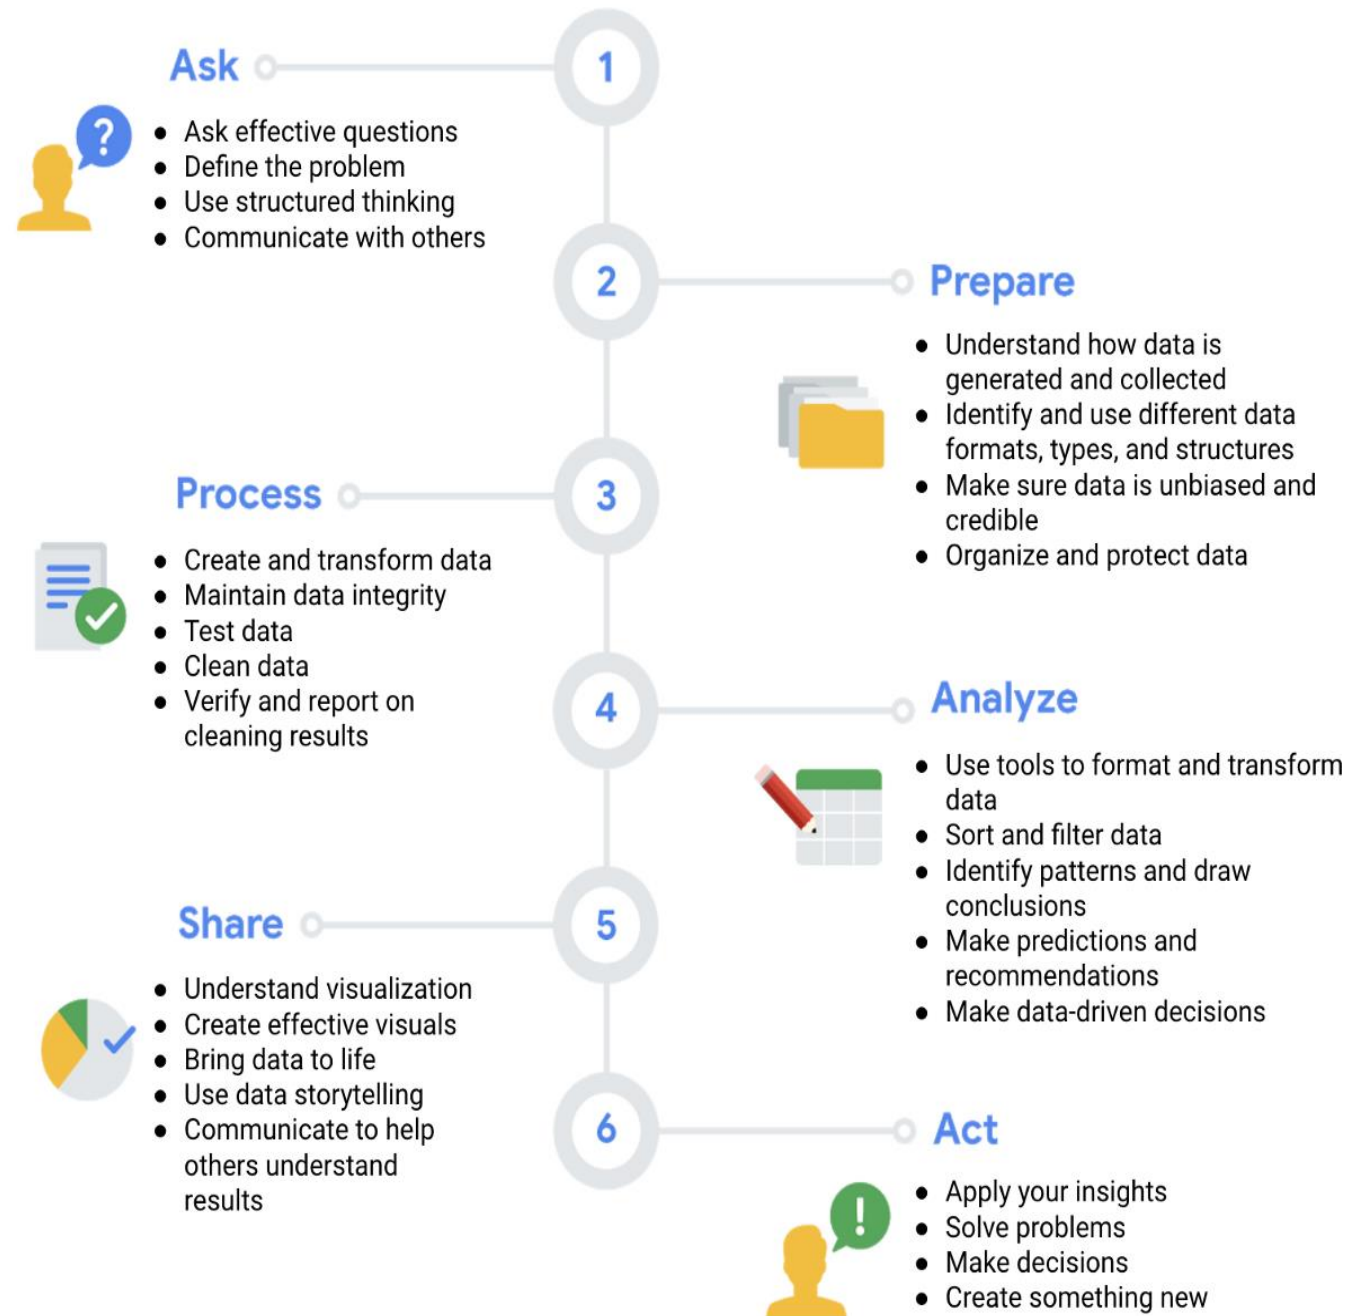 Ask
1
● Ask effective questions
● Define the problem
● Use structured thinking
● Communicate with others
2
Prepare
● Understand how data is
generated and collected
● Identify and use different data
formats, types, and structures
● Make sure data is unbiased and
credible
● Organize and protect data
Process
3
● Create and transform data
● Maintain data integrity
● Test data
● Clean data
● Verify and report on
cleaning results
4
Analyze
● Use tools to format and transform
data
● Sort and filter data
● Identify patterns and draw
conclusions
● Make predictions and
recommendations
● Make data-driven decisions
Share
5
● Understand visualization
● Create effective visuals
● Bring data to life
● Use data storytelling
● Communicate to help
others understand
results
6
Act
● Apply your insights
● Solve problems
● Make decisions
● Create something new